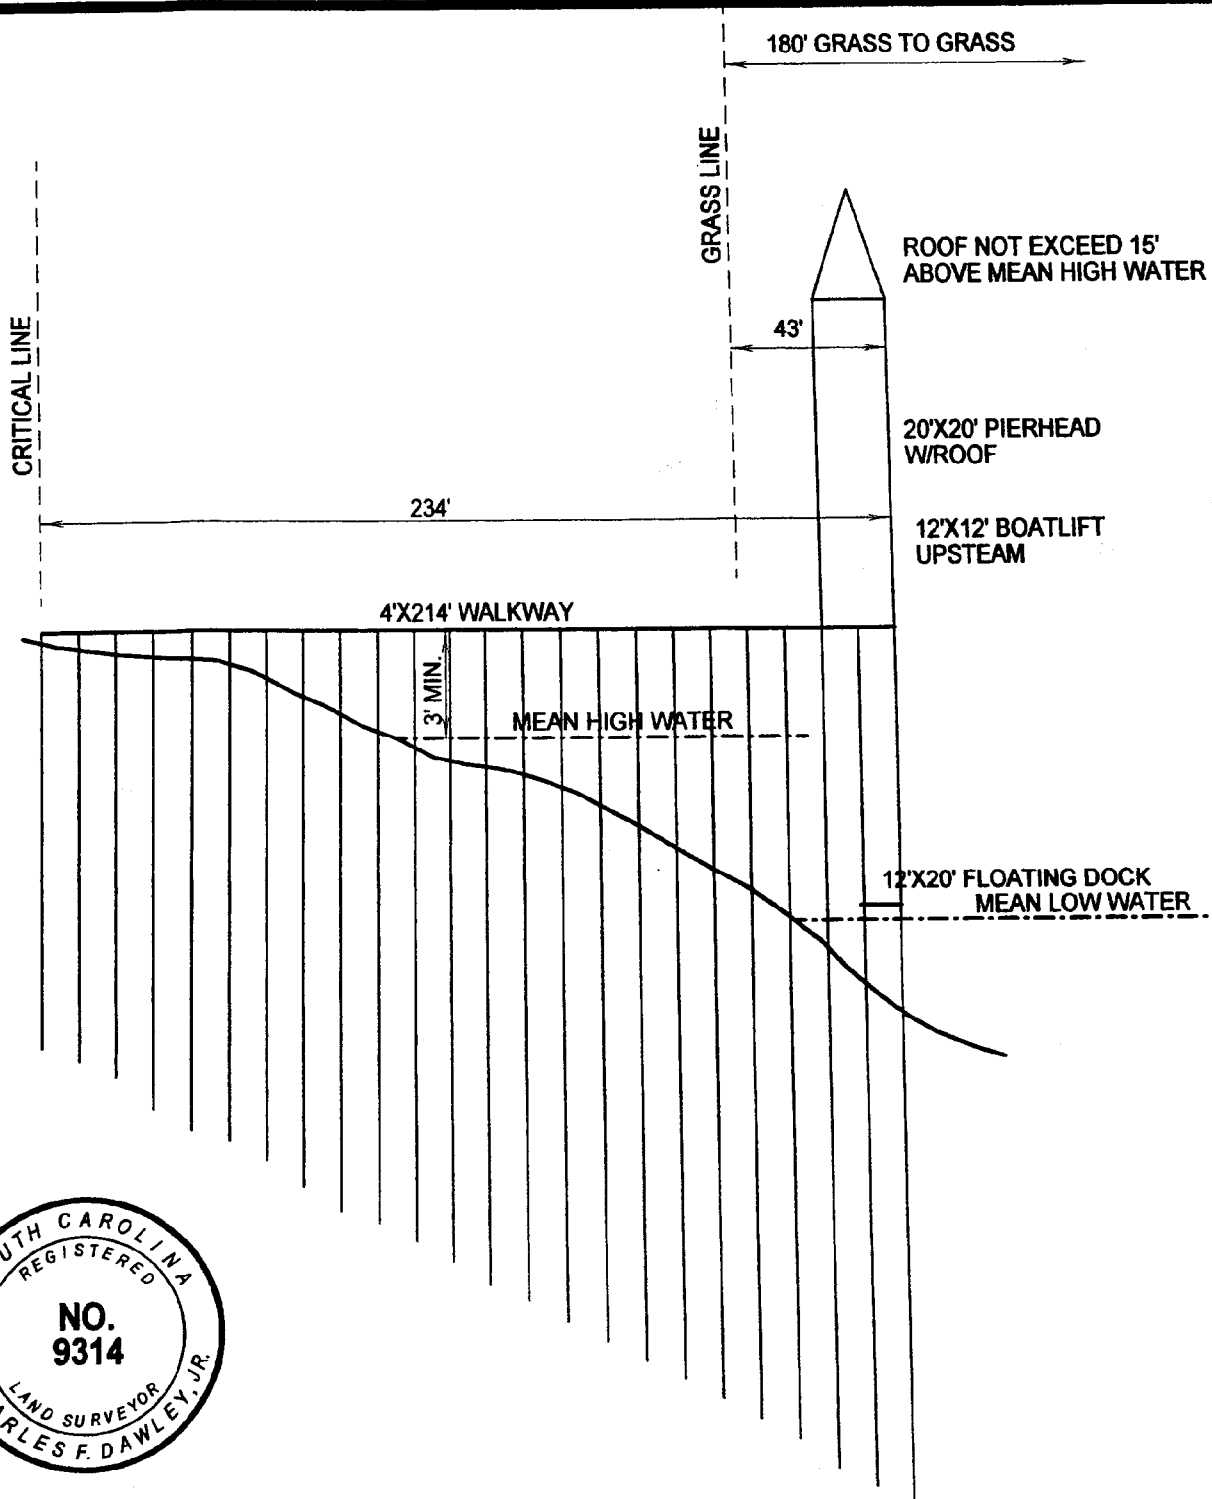 180' GRASS TO GRASS
GRASS LINE
CRITICAL LINE
ROOF NOT EXCEED 15'
ABOVE MEAN HIGH WATER
43'
20'X20' PIERHEAD
W/ROOF
234'
12'X12' BOATLIFT
UPSTEAM
4'X214' WALKWAY
3' MIN.
MEAN HIGH WATER
12'X20' FLOATING DOCK
MEAN LOW WATER
UTH CAROLINA
REGISTERED
NO.
9314
LAND SURVEYOR
ARLES F. DAWLEY, JR.